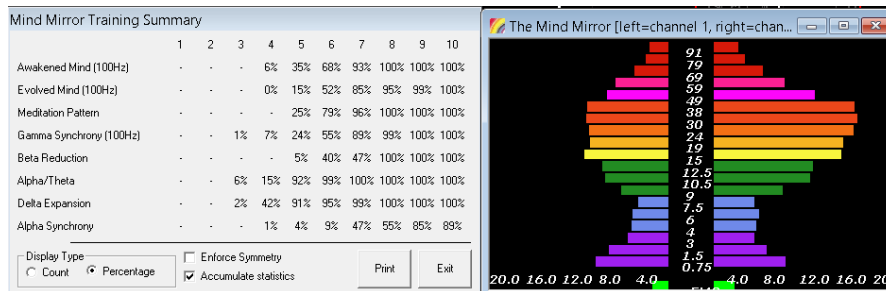 Mind Mirror Training Summary
1 2 3 4 5 6 7 8 9 10
Awakened Mind (100Hz) - - - 6% 35% 68% 93% 100% 100% 100%
Evolved Mind (100Hz) - - - 0% 15% 52% 85% 95% 99% 100%
Meditation Pattern - - - - 25% 79% 96% 100% 100% 100%
Gamma Synchrony (100Hz) - - 1% 7% 24% 55% 89% 99% 100% 100%
Beta Reduction - - - - 5% 40% 47% 100% 100% 100%
Alpha/Theta - - 6% 15% 92% 99% 100% 100% 100% 100%
Delta Expansion - - 2% 42% 91% 95% 99% 100% 100% 100%
Alpha Synchrony - - - 1% 4% 9% 47% 55% 85% 89%
Display Type
Count Percentage
Enforce Symmetry
Accumulate statistics
Print Exit
The Mind Mirror [left=channel 1, right=chan...
91
79
69
59
49
38
30
24
19
15
12.5
10.5
9
7.5
6
4
3
1.5
0.75
20.0 16.0 12.0 8.0 4.0 4.0 8.0 12.0 16.0